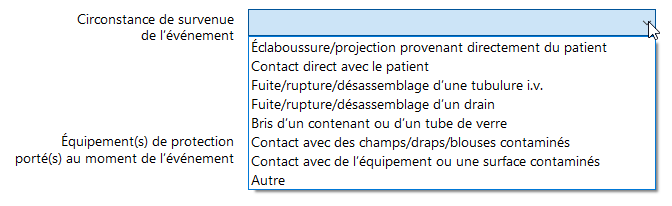 Circonstance de survenue
de l'événement
Éclaboussure/projection provenant directement du patient
Contact direct avec le patient
Fuite/rupture/désassemblage d'une tubulure i.v.
Fuite/rupture/désassemblage d'un drain
Bris d'un contenant ou d'un tube de verre
Contact avec des champs/draps/blouses contaminés
Contact avec de l'équipement ou une surface contaminés
Autre
Équipement(s) de protection
porté(s) au moment de l'événement